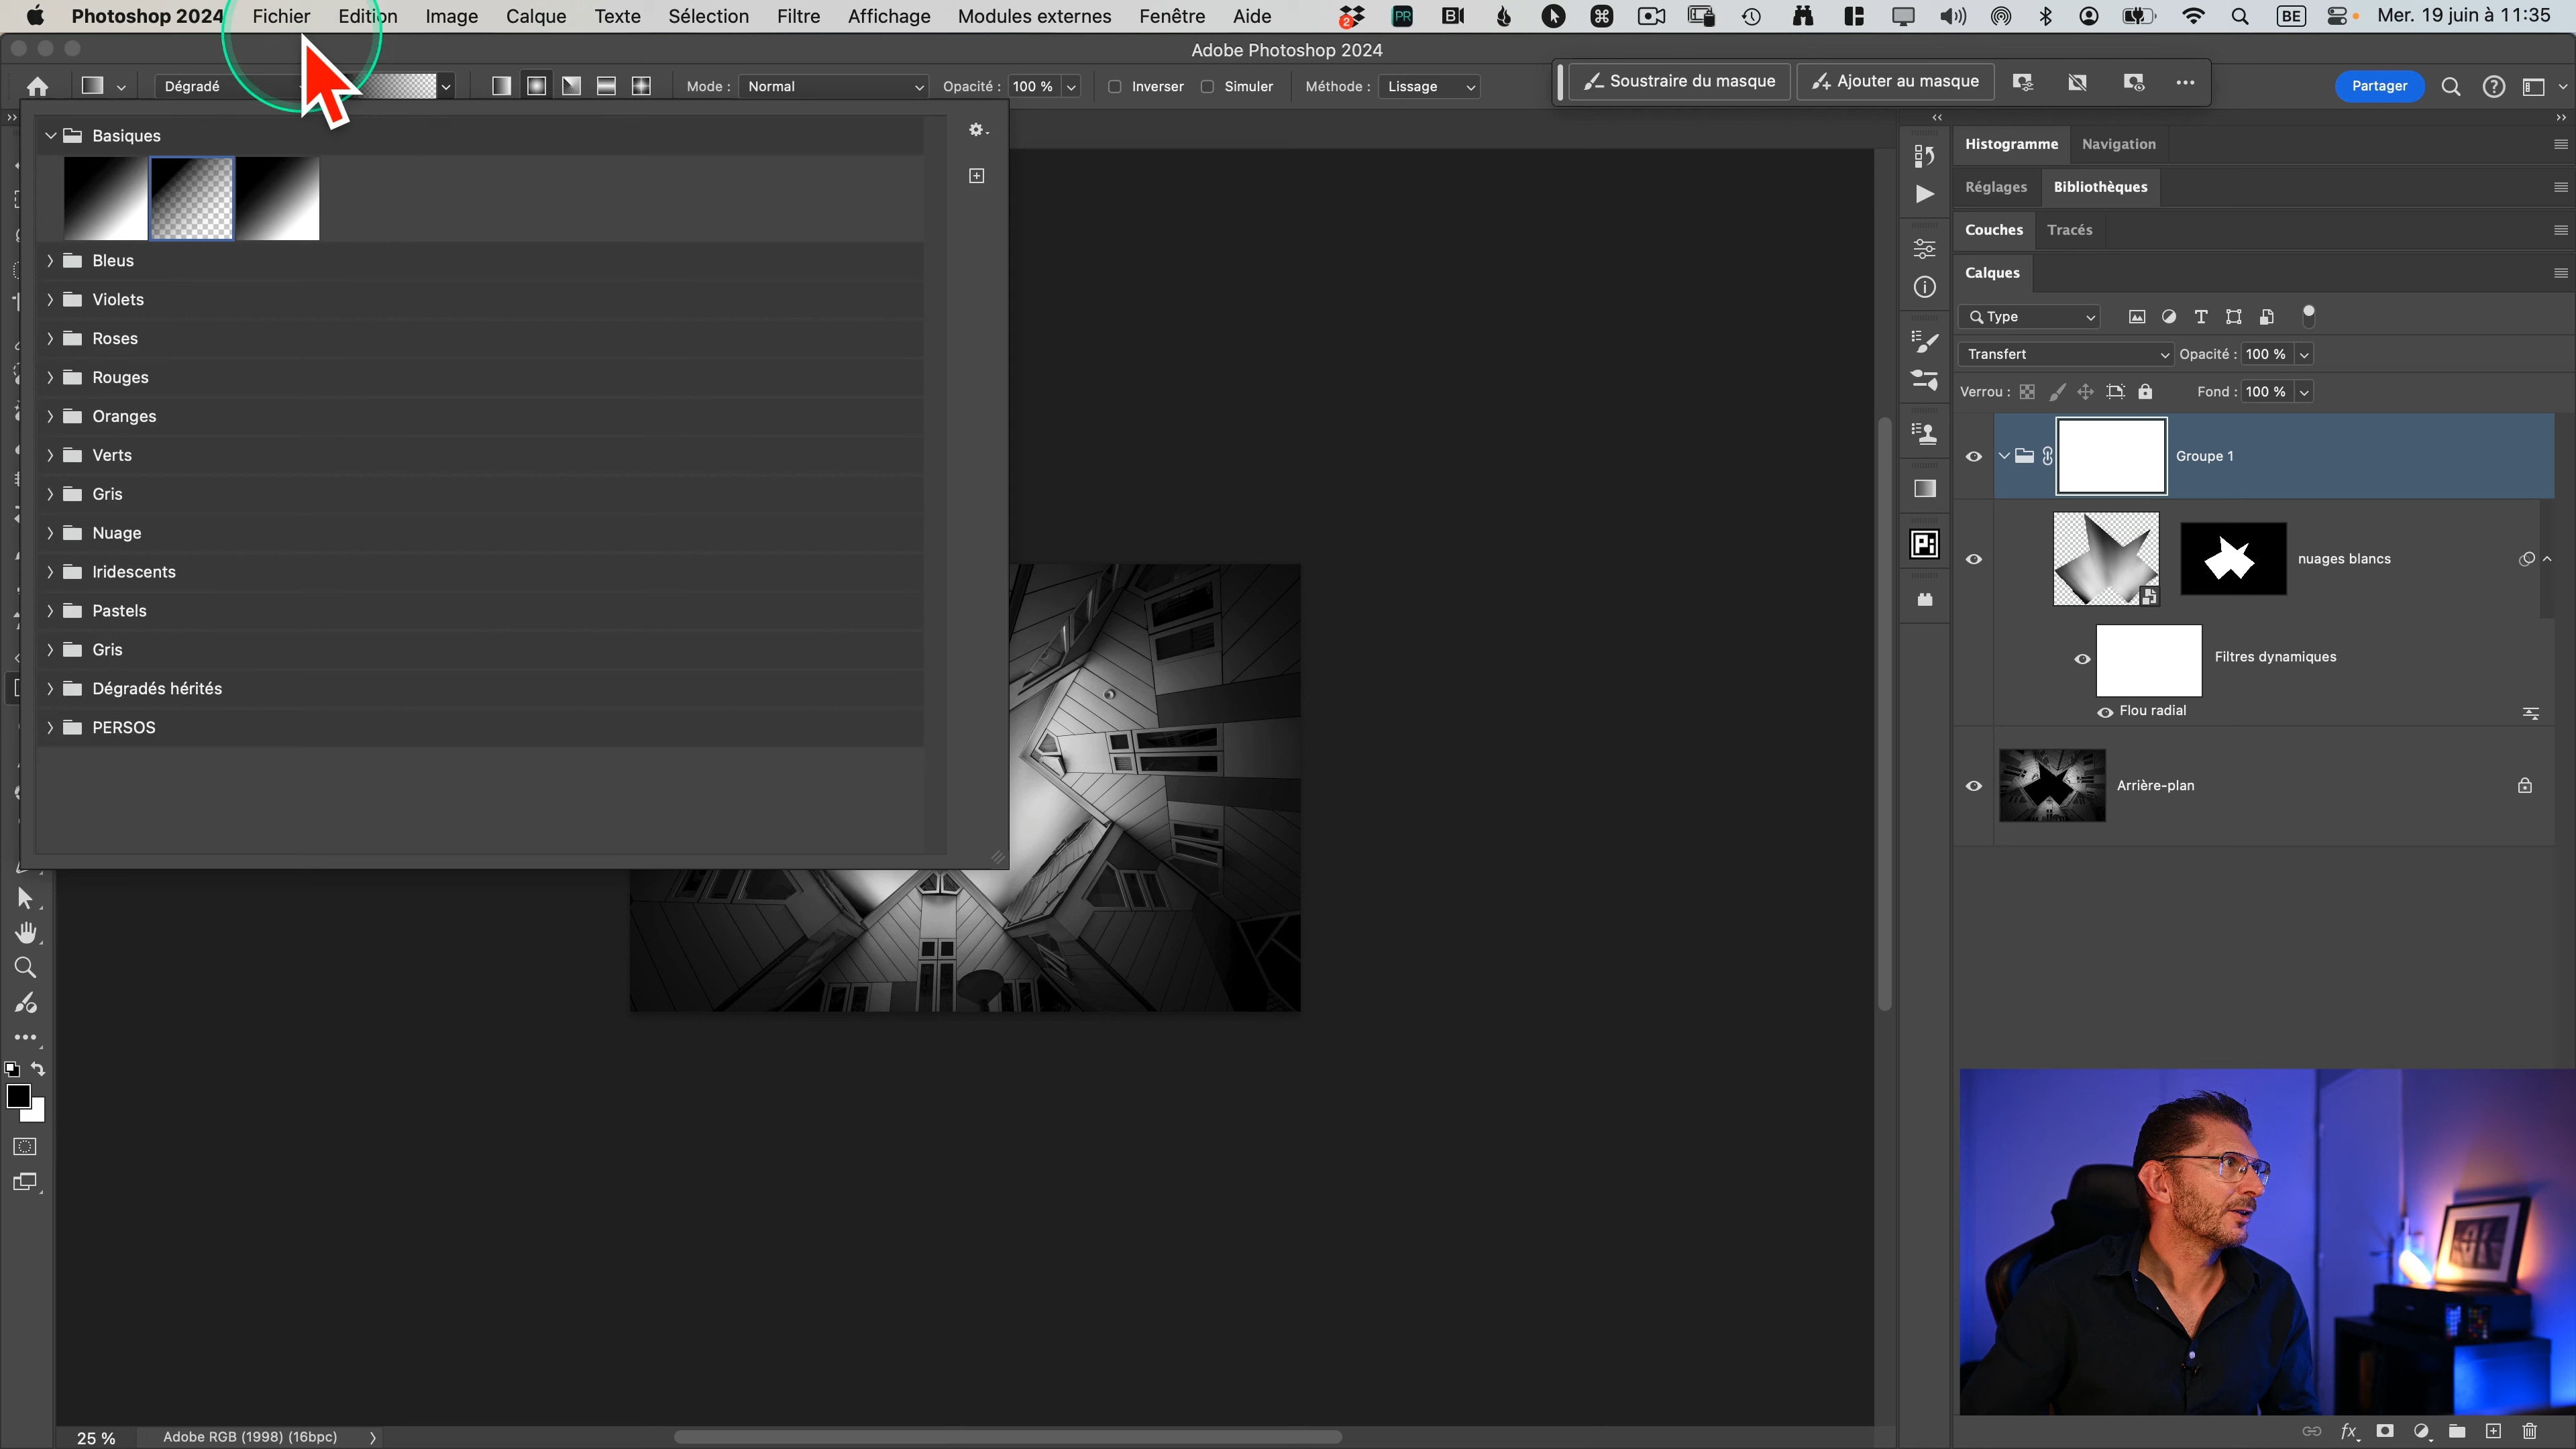 Photoshop 2024 Fichier Edition Image Calque Texte Sélection Filtre Affichage Modules externes Fenêtre Aide 2 PR BE Mer. 19 juin à 11:35
Adobe Photoshop 2024
Dégradé Mode : Normal Opacité : 100 % Inverser Simuler Méthode : Lissage Soustraire du masque Ajouter au masque Partager
Basiques
Bleus
Violets
Roses
Rouges
Oranges
Verts
Gris
Nuage
Iridescents
Pastels
Gris
Dégradés hérités
PERSOS
Histogramme Navigation
Réglages Bibliothèques
Couches Tracés
Calques
Type
Transfert Opacité : 100 %
Verrou : Fond : 100 %
Groupe 1
nuages blancs
Filtres dynamiques
Flou radial
Arrière-plan
Pi
fx
25 % Adobe RGB (1998) (16bpc)